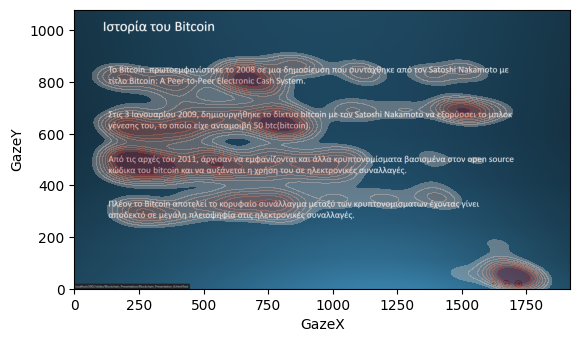 1000
800
600
400
200
0
GazeY
Ιστορία του Bitcoin
Το Bitcoin πρωτοεμφανίστηκε το 2008 σε μια δημοσίευση που συντάχθηκε από τον Satoshi Nakamoto με
τίτλο Bitcoin: A Peer-to-Peer Electronic Cash System.
Στις 3 Ιανουαρίου 2009, δημιουργήθηκε το δίκτυο bitcoin με τον Satoshi Nakamoto να εξορύσσει το μπλοκ
γένεσης του, το οποίο είχε ανταμοιβή 50 btc(bitcoin).
Από τις αρχές του 2011, άρχισαν να εμφανίζονται και άλλα κρυπτονομίσματα βασισμένα στον open source
κώδικα του bitcoin και να αυξάνεται η χρήση του σε ηλεκτρονικές συναλλαγές.
Πλέον το Bitcoin αποτελεί το κορυφαίο συνάλλαγμα μεταξύ των κρυπτονομισμάτων έχοντας γίνει
αποδεκτό σε μεγάλη πλειοψηφία στις ηλεκτρονικές συναλλαγές.
0 250 500 750 1000 1250 1500 1750
GazeX